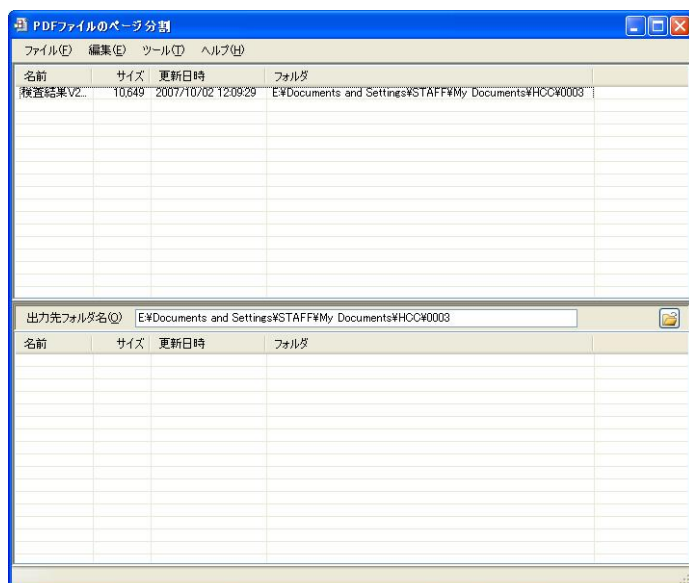 PDFファイルのページ分割
ファイル(F) 編集(E) ツール(T) ヘルプ(H)
名前 サイズ 更新日時 フォルダ
検査結果V2... 10,649 2007/10/02 12:09:29 E:¥Documents and Settings¥STAFF¥My Documents¥HCC¥0003
出力先フォルダ名(O) E:¥Documents and Settings¥STAFF¥My Documents¥HCC¥0003
名前 サイズ 更新日時 フォルダ